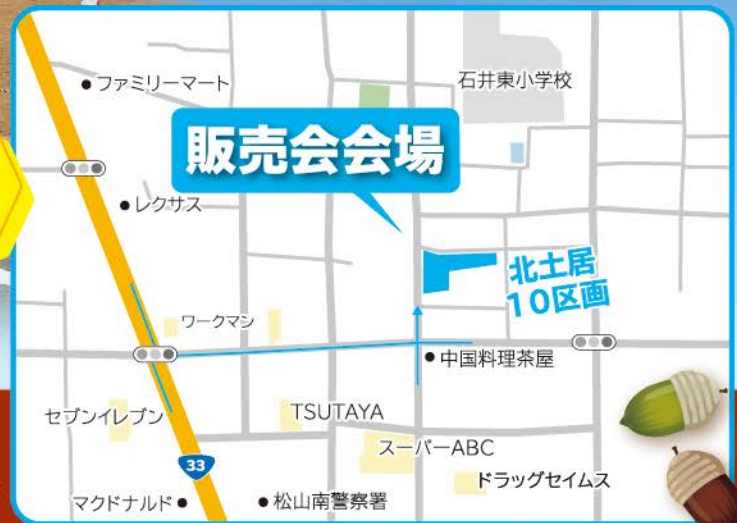 ファミリーマート
石井東小学校
販売会会場
レクサス
北土居
10区画
ワークマン
中国料理茶屋
セブンイレブン
TSUTAYA
スーパーABC
33
ドラッグセイムス
マクドナルド
松山南警察署